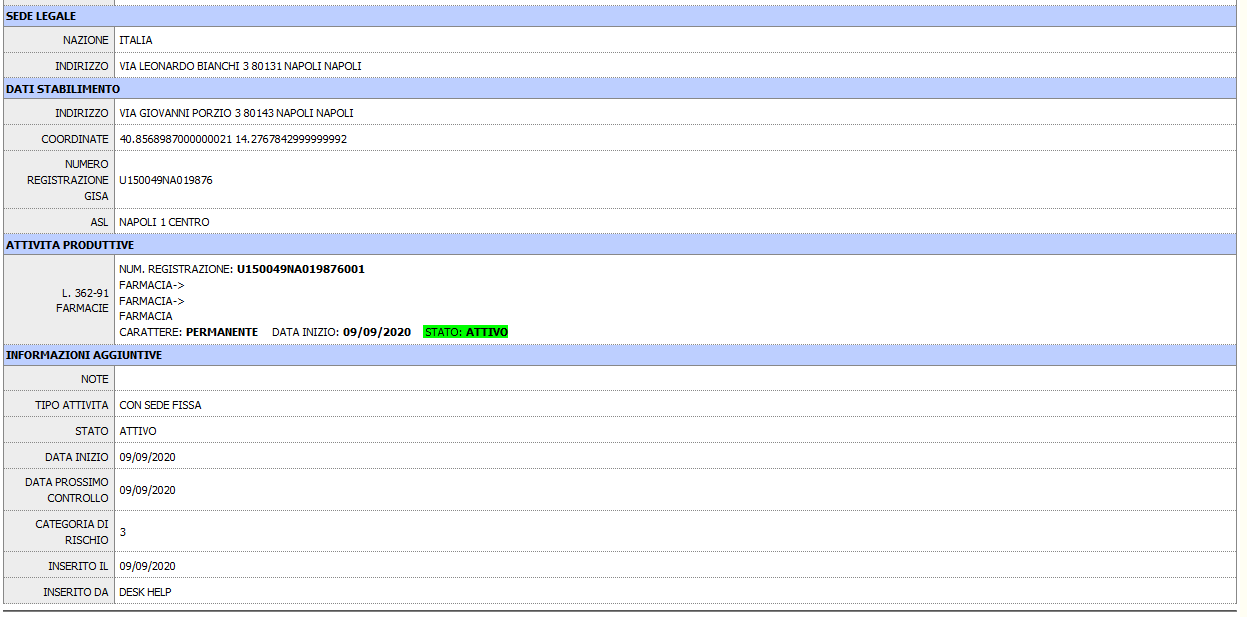 SEDE LEGALE
NAZIONE ITALIA
INDIRIZZO VIA LEONARDO BIANCHI 3 80131 NAPOLI NAPOLI
DATI STABILIMENTO
INDIRIZZO VIA GIOVANNI PORZIO 3 80143 NAPOLI NAPOLI
COORDINATE 40.8568987000000021 14.2767842999999992
NUMERO
REGISTRAZIONE
GISA
U150049NA019876
ASL NAPOLI 1 CENTRO
ATTIVITA PRODUTTIVE
L. 362-91
FARMACIE
NUM. REGISTRAZIONE: U150049NA019876001
FARMACIA->
FARMACIA->
FARMACIA
CARATTERE: PERMANENTE DATA INIZIO: 09/09/2020 STATO: ATTIVO
INFORMAZIONI AGGIUNTIVE
NOTE
TIPO ATTIVITA CON SEDE FISSA
STATO ATTIVO
DATA INIZIO 09/09/2020
DATA PROSSIMO
CONTROLLO
09/09/2020
CATEGORIA DI
RISCHIO
3
INSERITO IL 09/09/2020
INSERITO DA DESK HELP